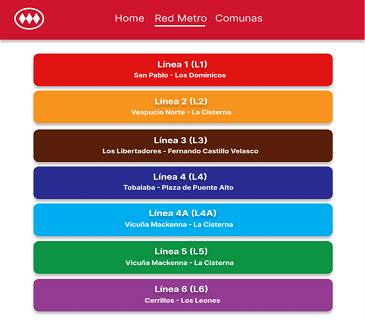 Home Red Metro Comunas
Línea 1 (L1)
San Pablo - Los Dominicos
Línea 2 (L2)
Vespucio Norte - La Cisterna
Línea 3 (L3)
Los Libertadores - Fernando Castillo Velasco
Línea 4 (L4)
Tobalaba - Plaza de Puente Alto
Línea 4A (L4A)
Vicuña Mackenna - La Cisterna
Línea 5 (L5)
Vicuña Mackenna - La Cisterna
Línea 6 (L6)
Cerrillos - Los Leones